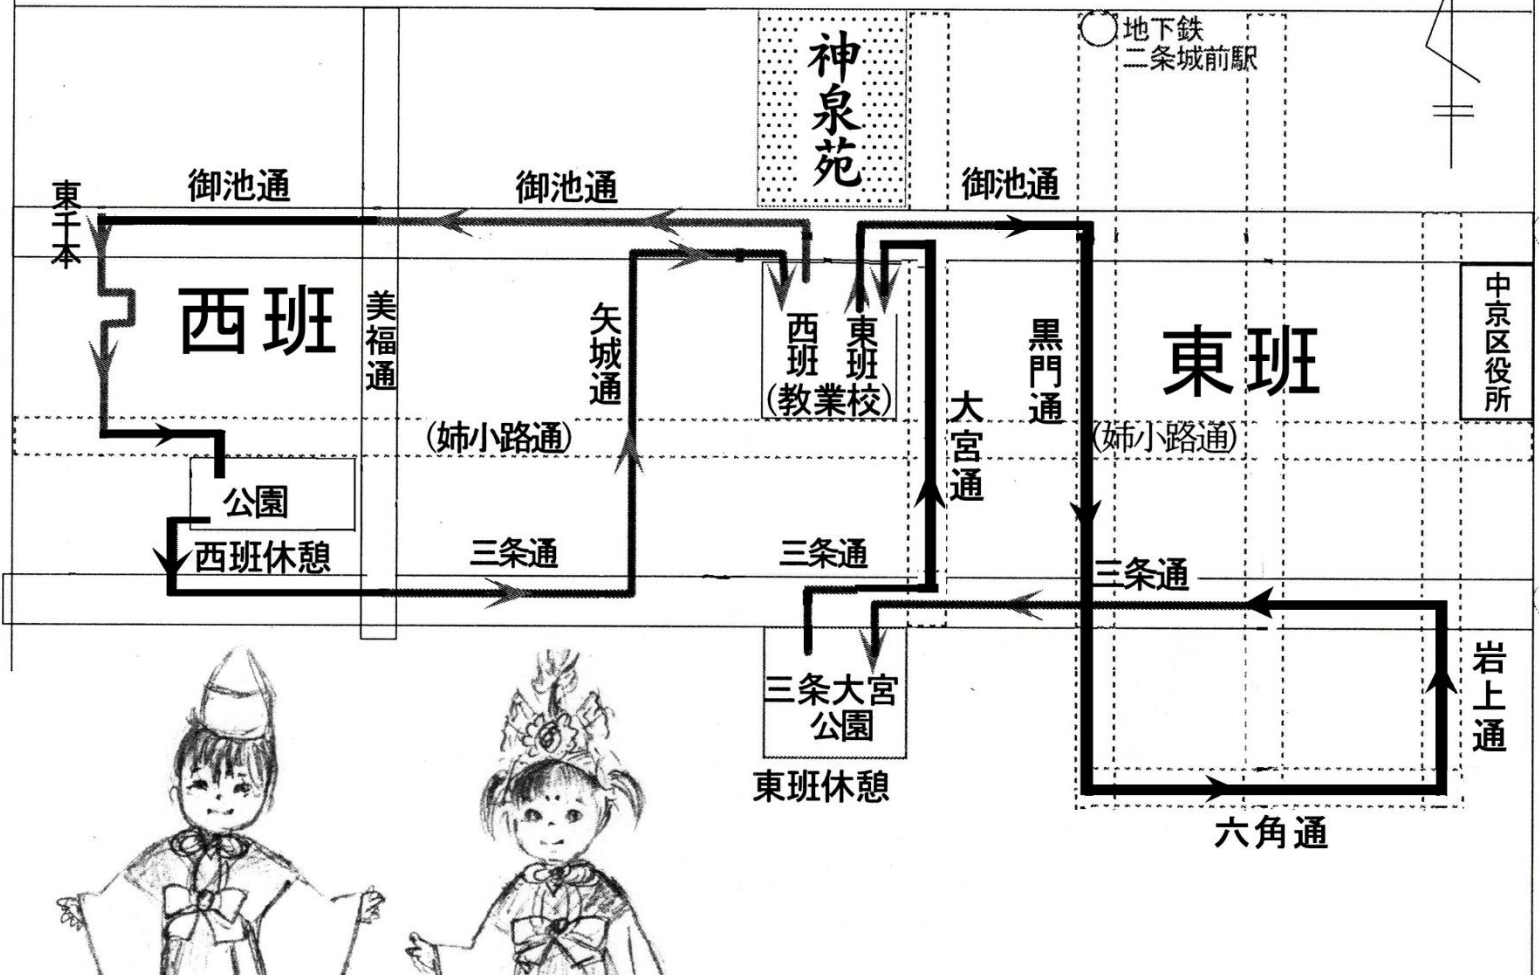 神泉苑
地下鉄
二条城前駅
御池通
御池通
御池通
東千本
西班
美福通
矢城通
西班
東班
(教業校)
大宮通
黒門通
東班
中京区役所
(姉小路通)
(姉小路通)
公園
西班休憩
三条通
三条通
三条通
三条大宮
公園
東班休憩
岩上通
六角通